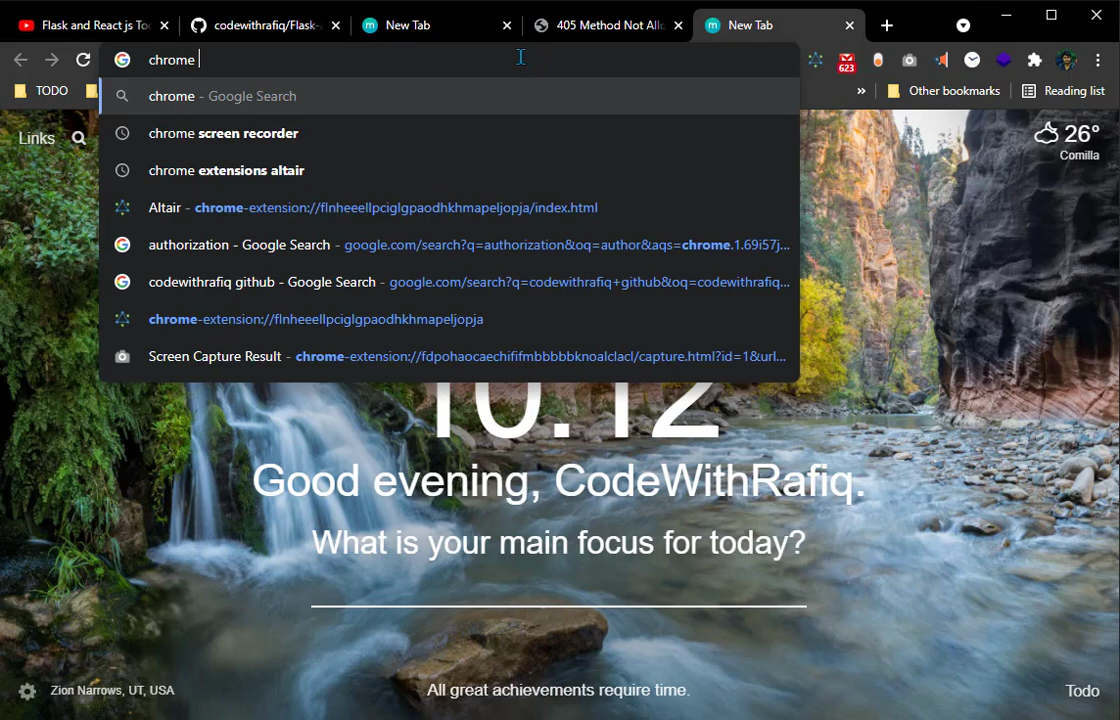 Flask and React js Too
codewithrafiq/Flask-
New Tab
405 Method Not Allo
New Tab
chrome
623
TODO
Other bookmarks
Reading list
chrome - Google Search
chrome screen recorder
chrome extensions altair
Altair - chrome-extension://flnheeellpciglgpaodhkhmapeljopja/index.html
authorization - Google Search - google.com/search?q=authorization&oq=author&aqs=chrome.1.69i57j...
codewithrafiq github - Google Search - google.com/search?q=codewithrafiq+github&oq=codewithrafiq...
chrome-extension://flnheeellpciglgpaodhkhmapeljopja
Screen Capture Result - chrome-extension://fdpohaocaechififmbbbbbknoalclacl/capture.html?id=1&url...
Links
26°
Comilla
10:12
Good evening, CodeWithRafiq.
What is your main focus for today?
Zion Narrows, UT, USA
All great achievements require time.
Todo